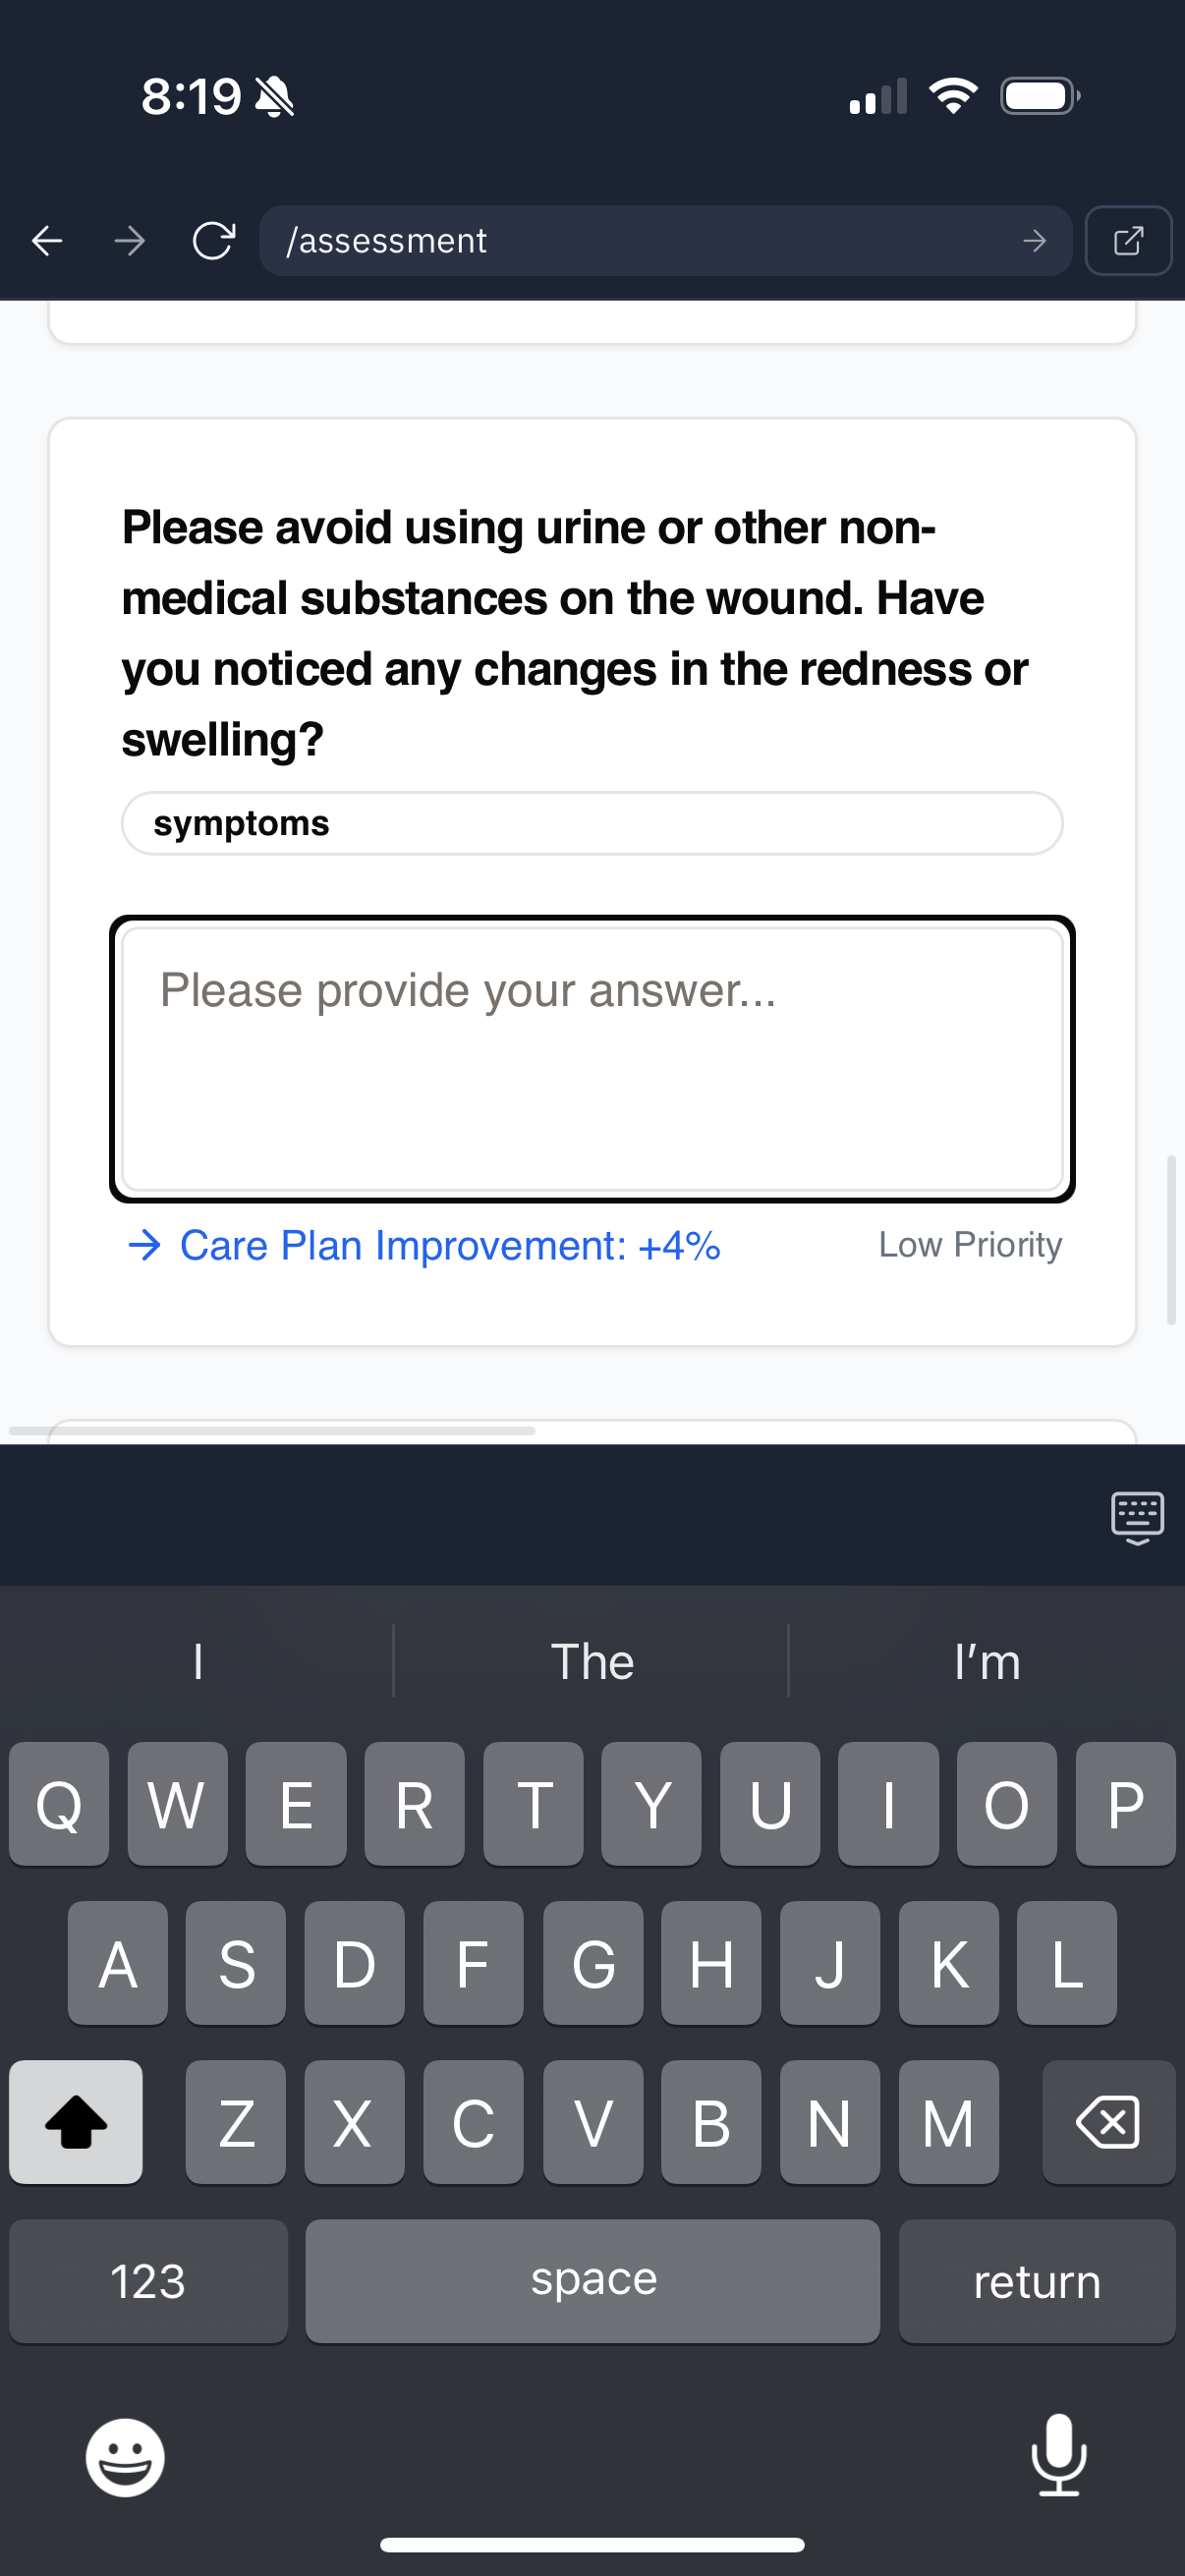 8:19
/assessment
Please avoid using urine or other non-
medical substances on the wound. Have
you noticed any changes in the redness or
swelling?
symptoms
Please provide your answer...
→ Care Plan Improvement: +4% Low Priority
I The I'm
Q W E R T Y U I O P
A S D F G H J K L
Z X C V B N M
123 space return